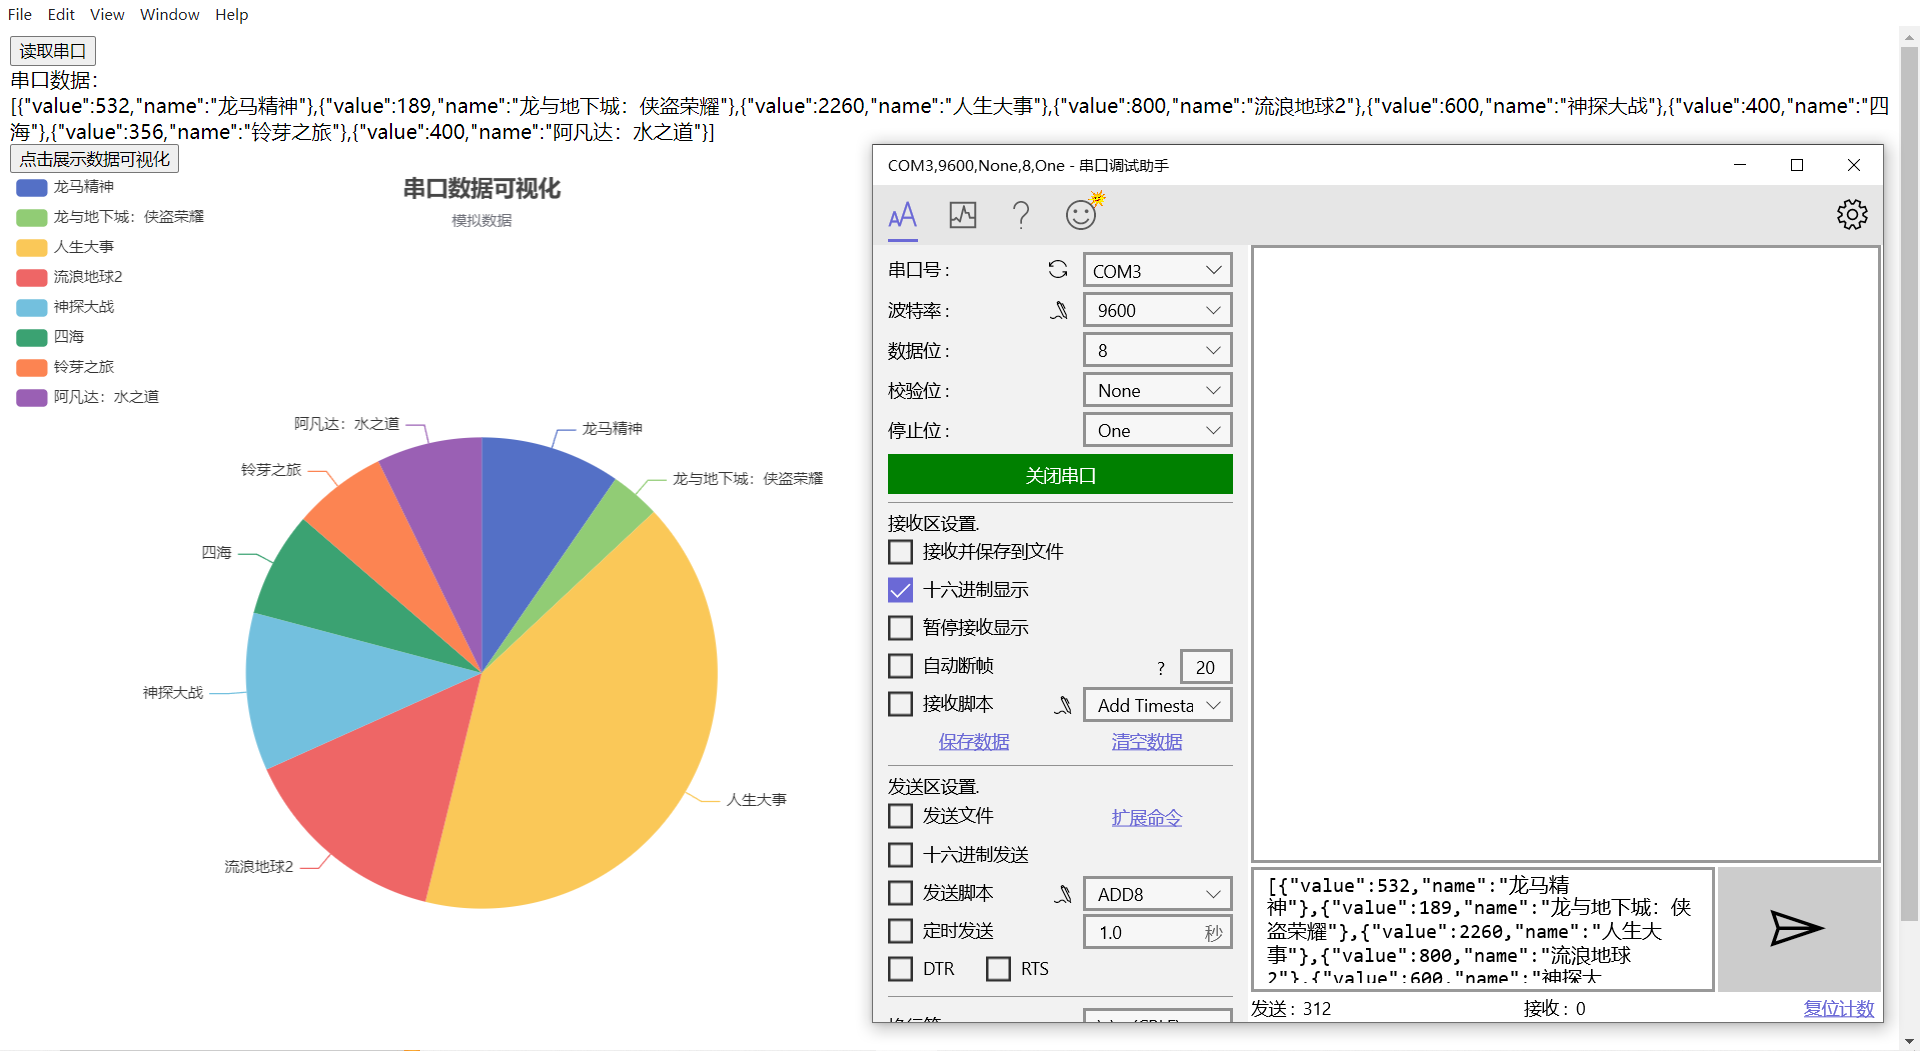 File Edit View Window Help
读取串口
串口数据：
[{"value":532,"name":"龙马精神"},{"value":189,"name":"龙与地下城：侠盗荣耀"},{"value":2260,"name":"人生大事"},{"value":800,"name":"流浪地球2"},{"value":600,"name":"神探大战"},{"value":400,"name":"四
海"},{"value":356,"name":"铃芽之旅"},{"value":400,"name":"阿凡达：水之道"}]
点击展示数据可视化
串口数据可视化
模拟数据
龙马精神
龙与地下城：侠盗荣耀
人生大事
流浪地球2
神探大战
四海
铃芽之旅
阿凡达：水之道
阿凡达：水之道
龙马精神
铃芽之旅
龙与地下城：侠盗荣耀
四海
神探大战
人生大事
流浪地球2
COM3,9600,None,8,One - 串口调试助手
串口号： COM3
波特率： 9600
数据位： 8
校验位： None
停止位： One
关闭串口
接收区设置.
接收并保存到文件
十六进制显示
暂停接收显示
自动断帧 ? 20
接收脚本 Add Timesta
保存数据 清空数据
发送区设置.
发送文件 扩展命令
十六进制发送
发送脚本 ADD8
定时发送 1.0 秒
DTR RTS
[{"value":532,"name":"龙马精
神"},{"value":189,"name":"龙与地下城：侠
盗荣耀"},{"value":2260,"name":"人生大
事"},{"value":800,"name":"流浪地球
2"},{"value":600,"name":"神探大
发送：312 接收：0 复位计数